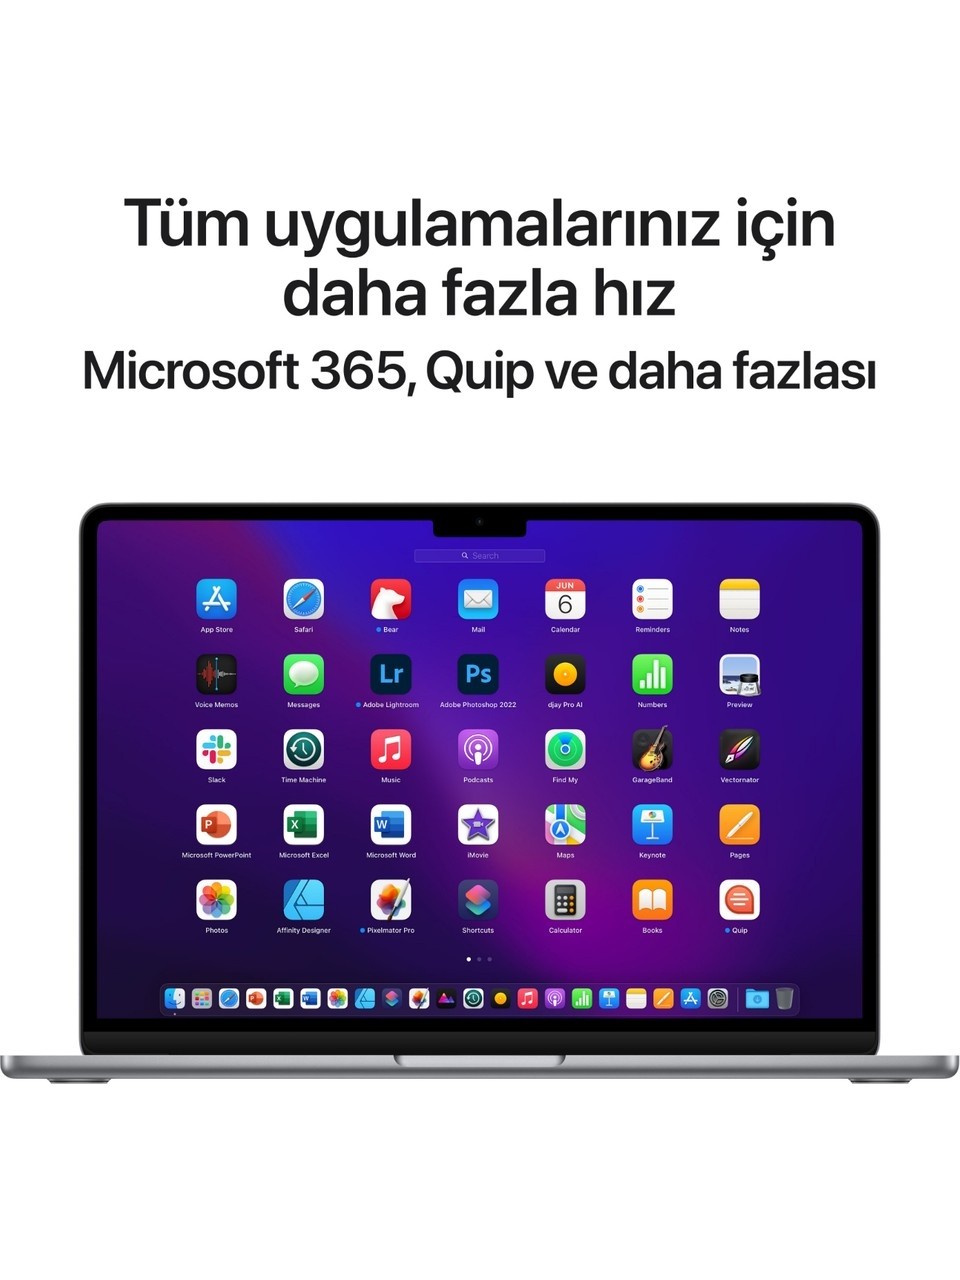 Tüm uygulamalarınız için
daha fazla hız
Microsoft 365, Quip ve daha fazlası
Search
App Store Safari Bear Mail JUN 6 Calendar Reminders Notes
Voice Memos Messages Lr Adobe Lightroom Ps Adobe Photoshop 2022 djay Pro AI Numbers Preview
Slack Time Machine Music Podcasts Find My GarageBand Vectornator
P Microsoft PowerPoint X Microsoft Excel W Microsoft Word iMovie Maps Keynote Pages
Photos Affinity Designer Pixelmator Pro Shortcuts Calculator Books Quip